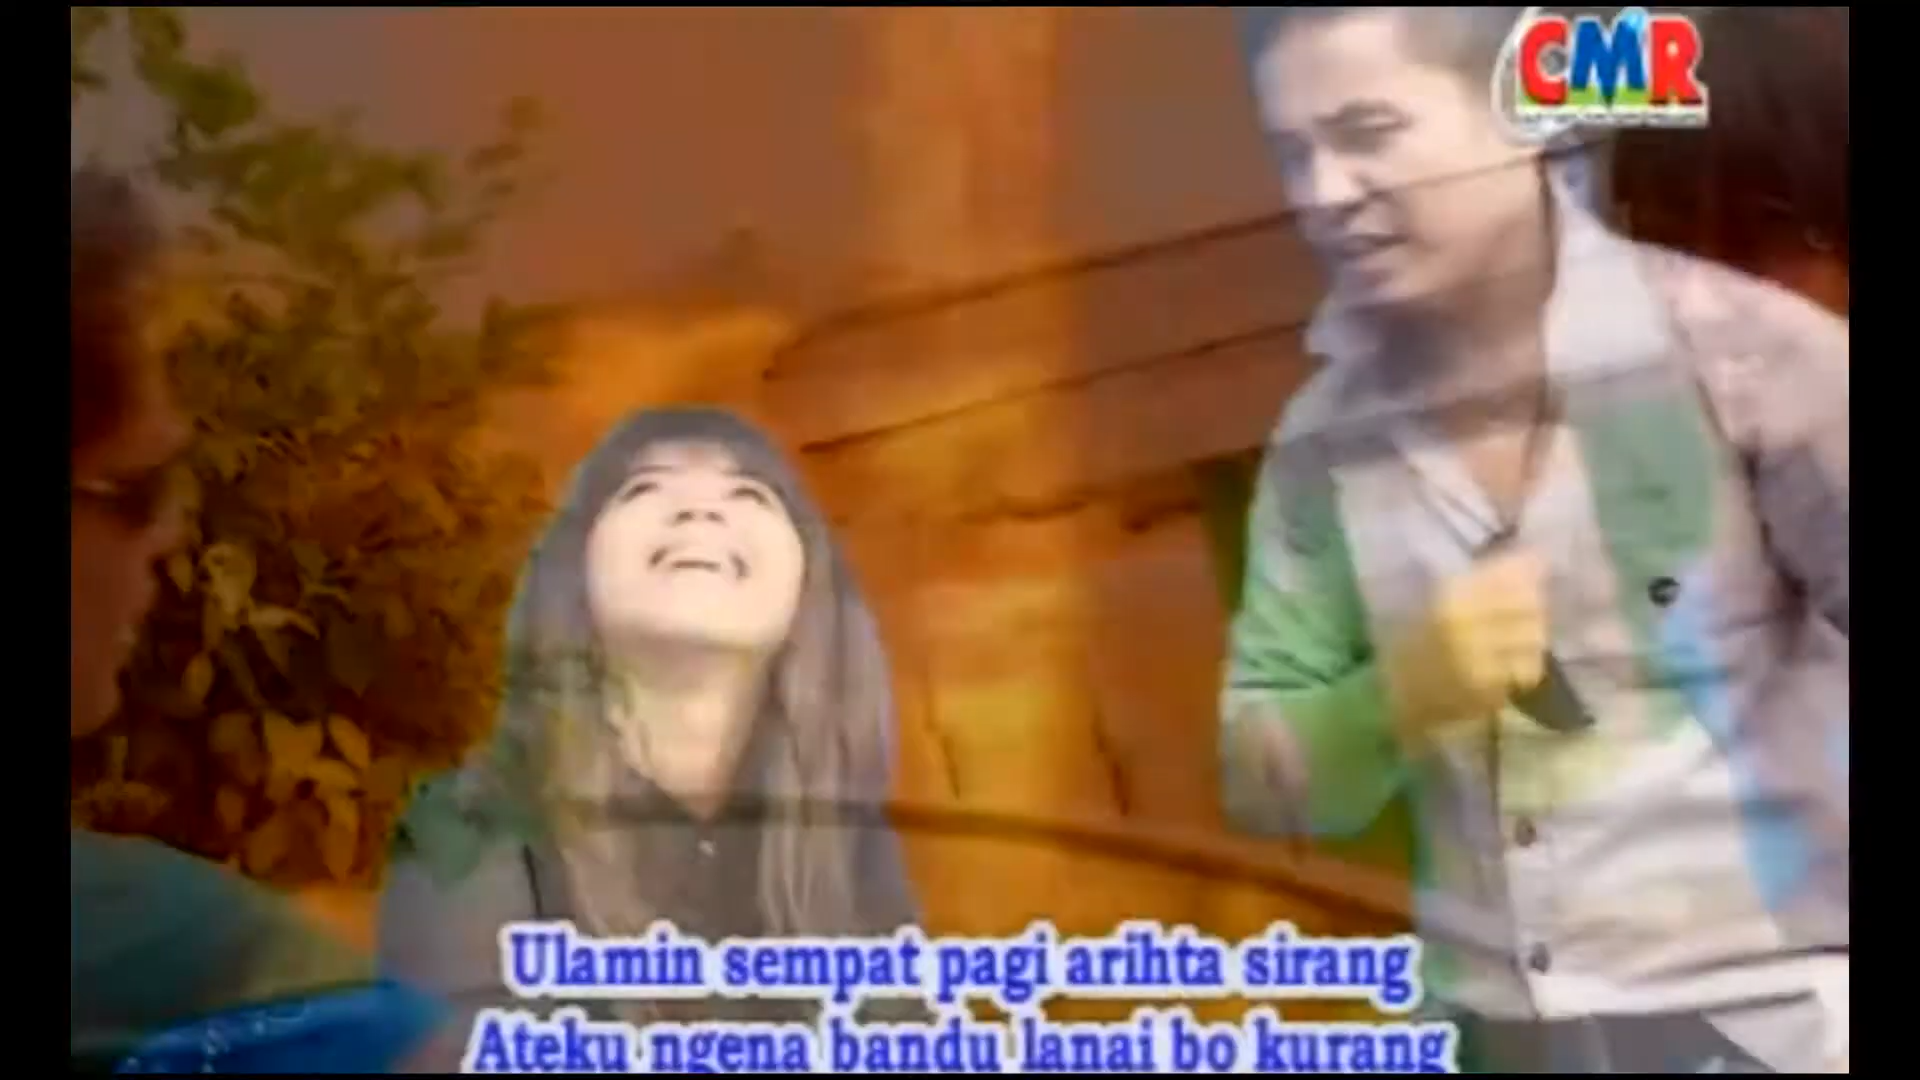 CMR
Ulamin sempat pagi arihta sirang
Ateku ngena bandu lanai bo kurang